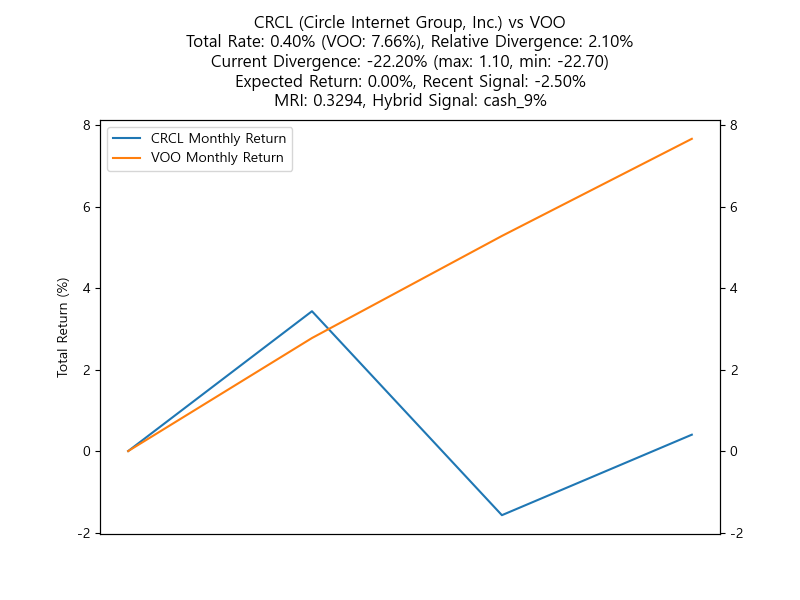 CRCL (Circle Internet Group, Inc.) vs VOO
Total Rate: 0.40% (VOO: 7.66%), Relative Divergence: 2.10%
Current Divergence: -22.20% (max: 1.10, min: -22.70)
Expected Return: 0.00%, Recent Signal: -2.50%
MRI: 0.3294, Hybrid Signal: cash_9%
CRCL Monthly Return
VOO Monthly Return
Total Return (%)
8
6
4
2
0
-2
8
6
4
2
0
-2